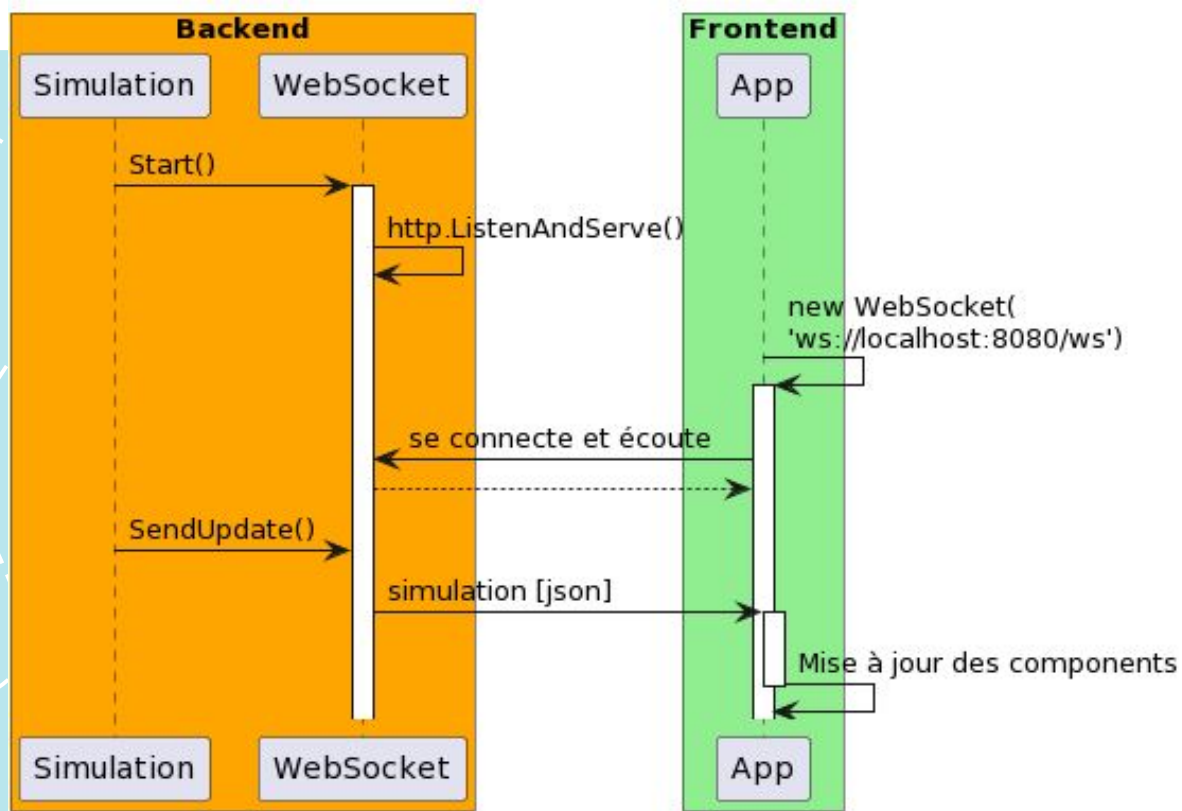 Backend
Frontend
Simulation
WebSocket
App
Start()
http.ListenAndServe()
new WebSocket(
'ws://localhost:8080/ws')
se connecte et écoute
SendUpdate()
simulation [json]
Mise à jour des components
Simulation
WebSocket
App